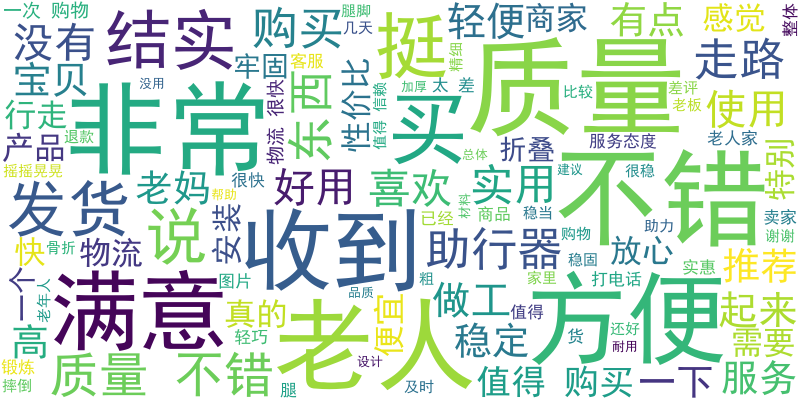 一次 购物
没有
宝贝
行走
产品
摇摇晃晃
发货
快
一个
高
骨折
老年人
锻炼
摔倒
结实
退款
非常
老妈
说
物流
满意
质量 不错
购买
牢固
没用
很快
帮助
安装
好用
图片
真的
轻巧
腿
客服
物流 很快
东西
收到
老人
腿脚
几天
性价比
值得 信赖
挺
加厚
买
喜欢
已经
便宜
品质
设计
粗
及时
助行器
做工
稳定
轻便
精细
太 差
总体
材料
商品
稳当
值得
家里
值得 购买
商家
质量
折叠
实用
购物
稳固
方便
货
有点
比较
服务态度
建议
很稳
不错
助力
放心
打电话
还好
耐用
一下
感觉
走路
差评
老板
使用
老人家
实惠
推荐
起来
需要
服务
整体
特别
卖家
谢谢